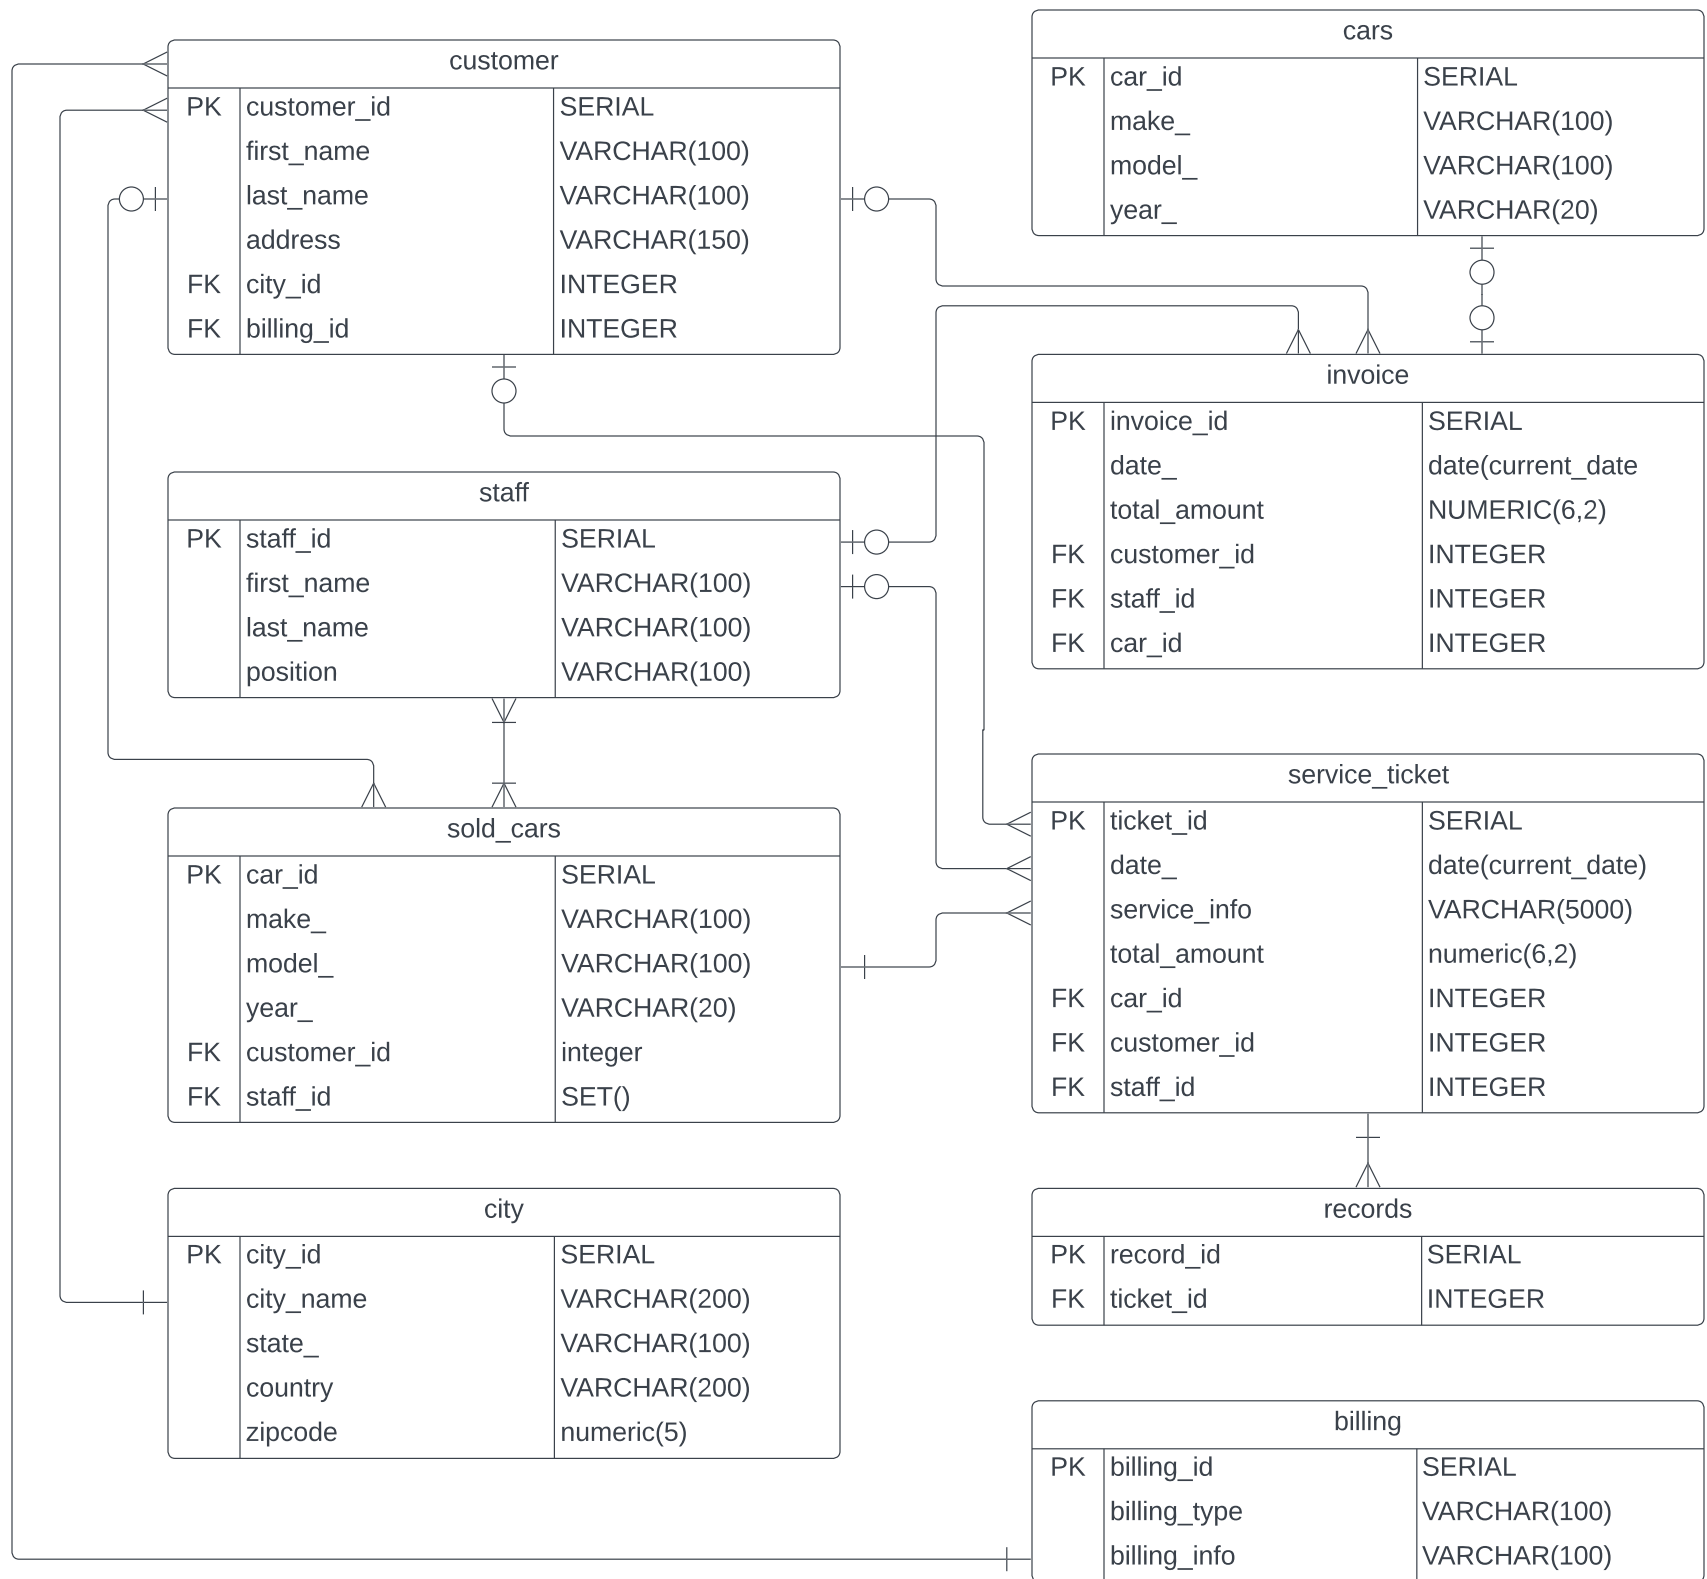 customer
PK customer_id SERIAL
first_name VARCHAR(100)
last_name VARCHAR(100)
address VARCHAR(150)
FK city_id INTEGER
FK billing_id INTEGER
cars
PK car_id SERIAL
make_ VARCHAR(100)
model_ VARCHAR(100)
year_ VARCHAR(20)
invoice
PK invoice_id SERIAL
date_ date(current_date
total_amount NUMERIC(6,2)
FK customer_id INTEGER
FK staff_id INTEGER
FK car_id INTEGER
staff
PK staff_id SERIAL
first_name VARCHAR(100)
last_name VARCHAR(100)
position VARCHAR(100)
sold_cars
PK car_id SERIAL
make_ VARCHAR(100)
model_ VARCHAR(100)
year_ VARCHAR(20)
FK customer_id integer
FK staff_id SET()
service_ticket
PK ticket_id SERIAL
date_ date(current_date)
service_info VARCHAR(5000)
total_amount numeric(6,2)
FK car_id INTEGER
FK customer_id INTEGER
FK staff_id INTEGER
city
PK city_id SERIAL
city_name VARCHAR(200)
state_ VARCHAR(100)
country VARCHAR(200)
zipcode numeric(5)
records
PK record_id SERIAL
FK ticket_id INTEGER
billing
PK billing_id SERIAL
billing_type VARCHAR(100)
billing_info VARCHAR(100)